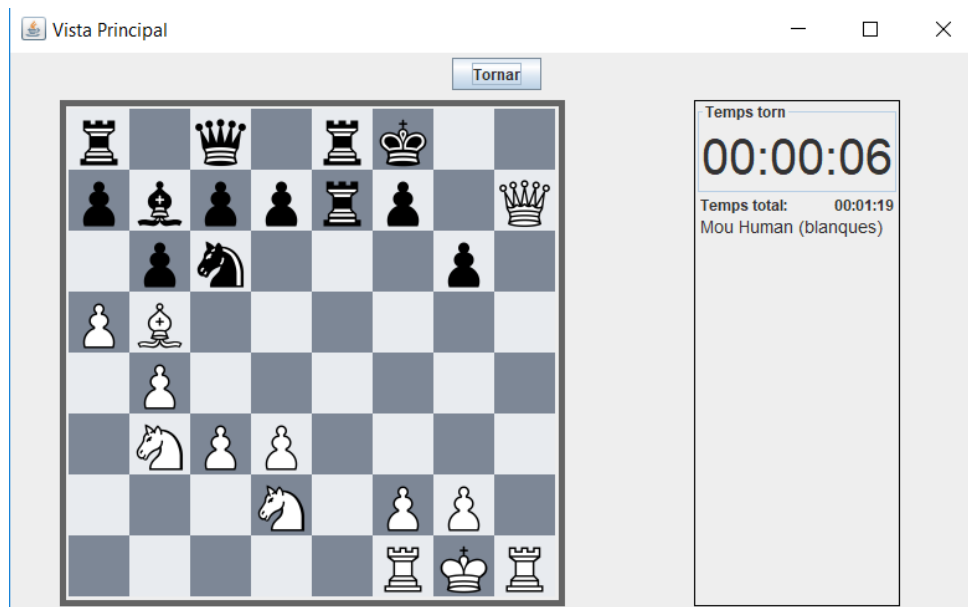 Vista Principal
Tornar
Temps torn
00:00:06
Temps total: 00:01:19
Mou Human (blanques)